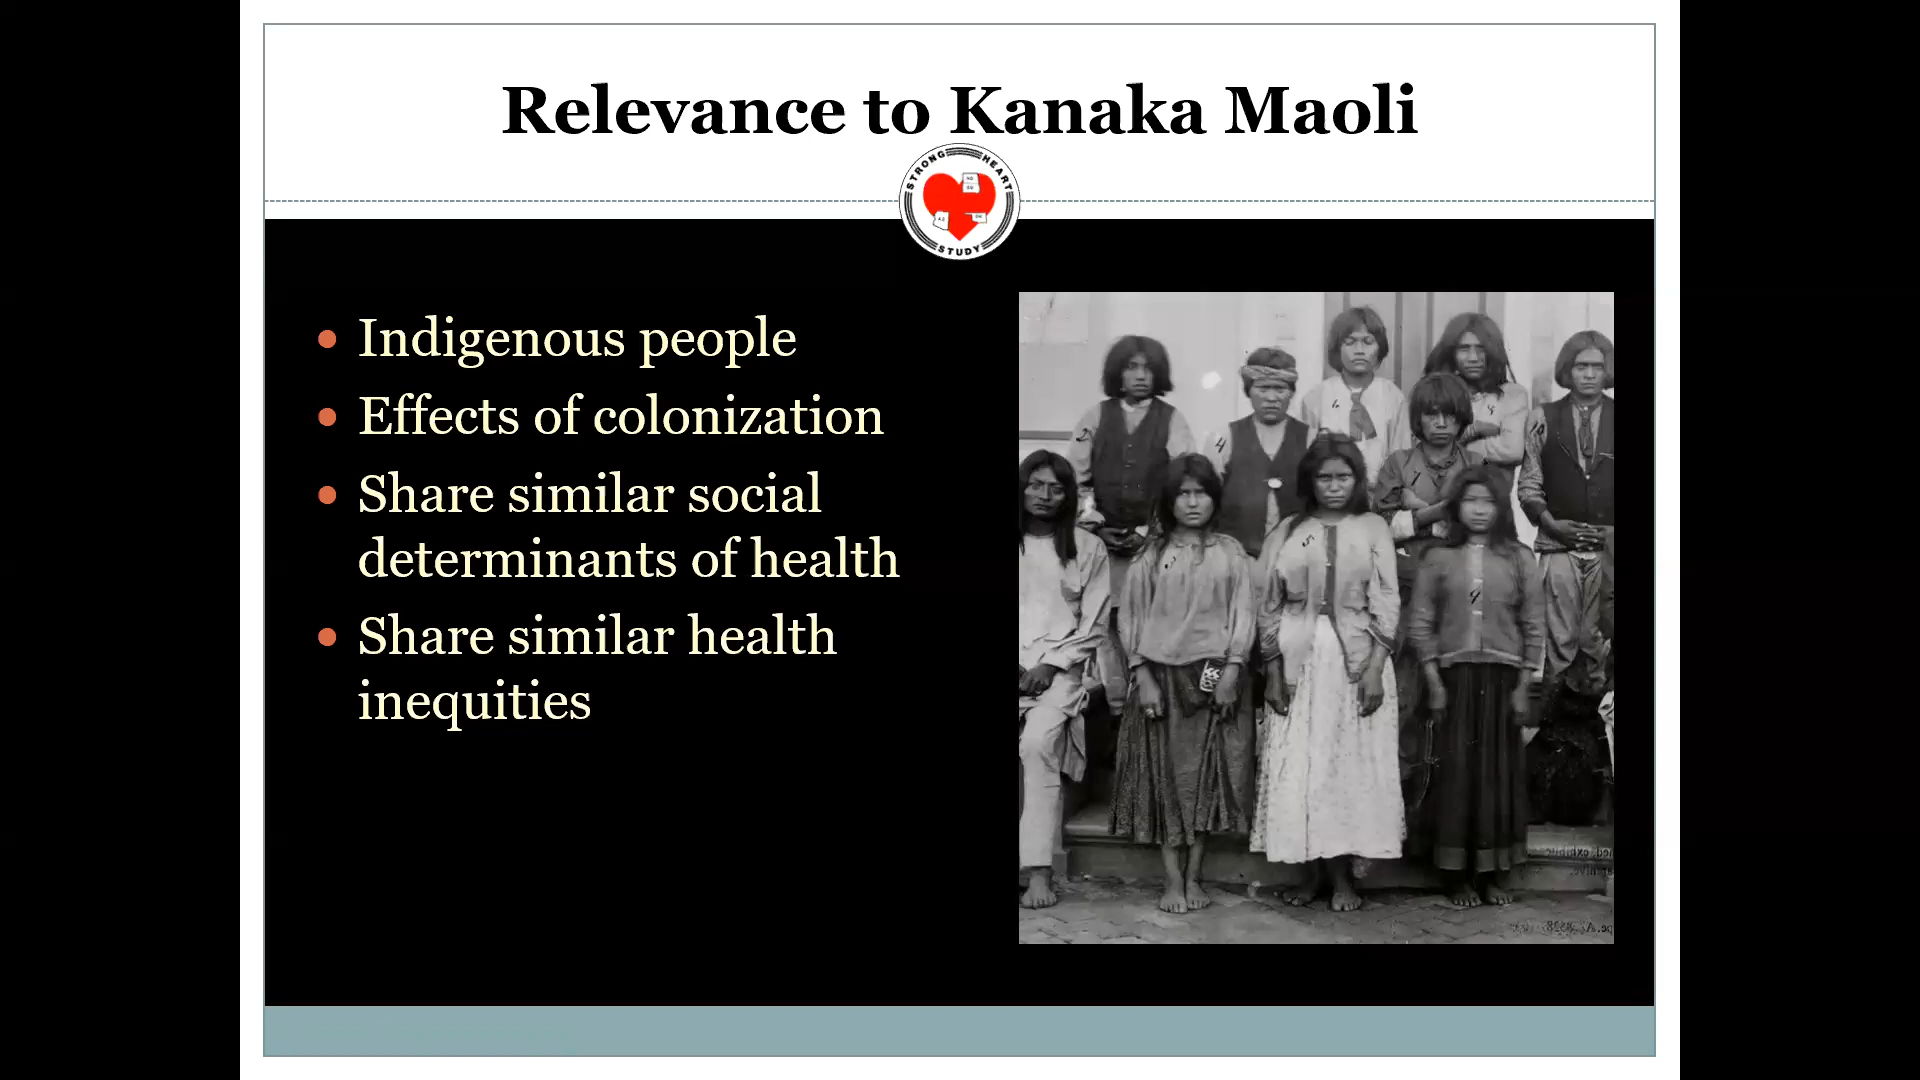 Relevance to Kanaka Maoli
STRONG HEART
STUDY
• Indigenous people
• Effects of colonization
• Share similar social
determinants of health
• Share similar health
inequities